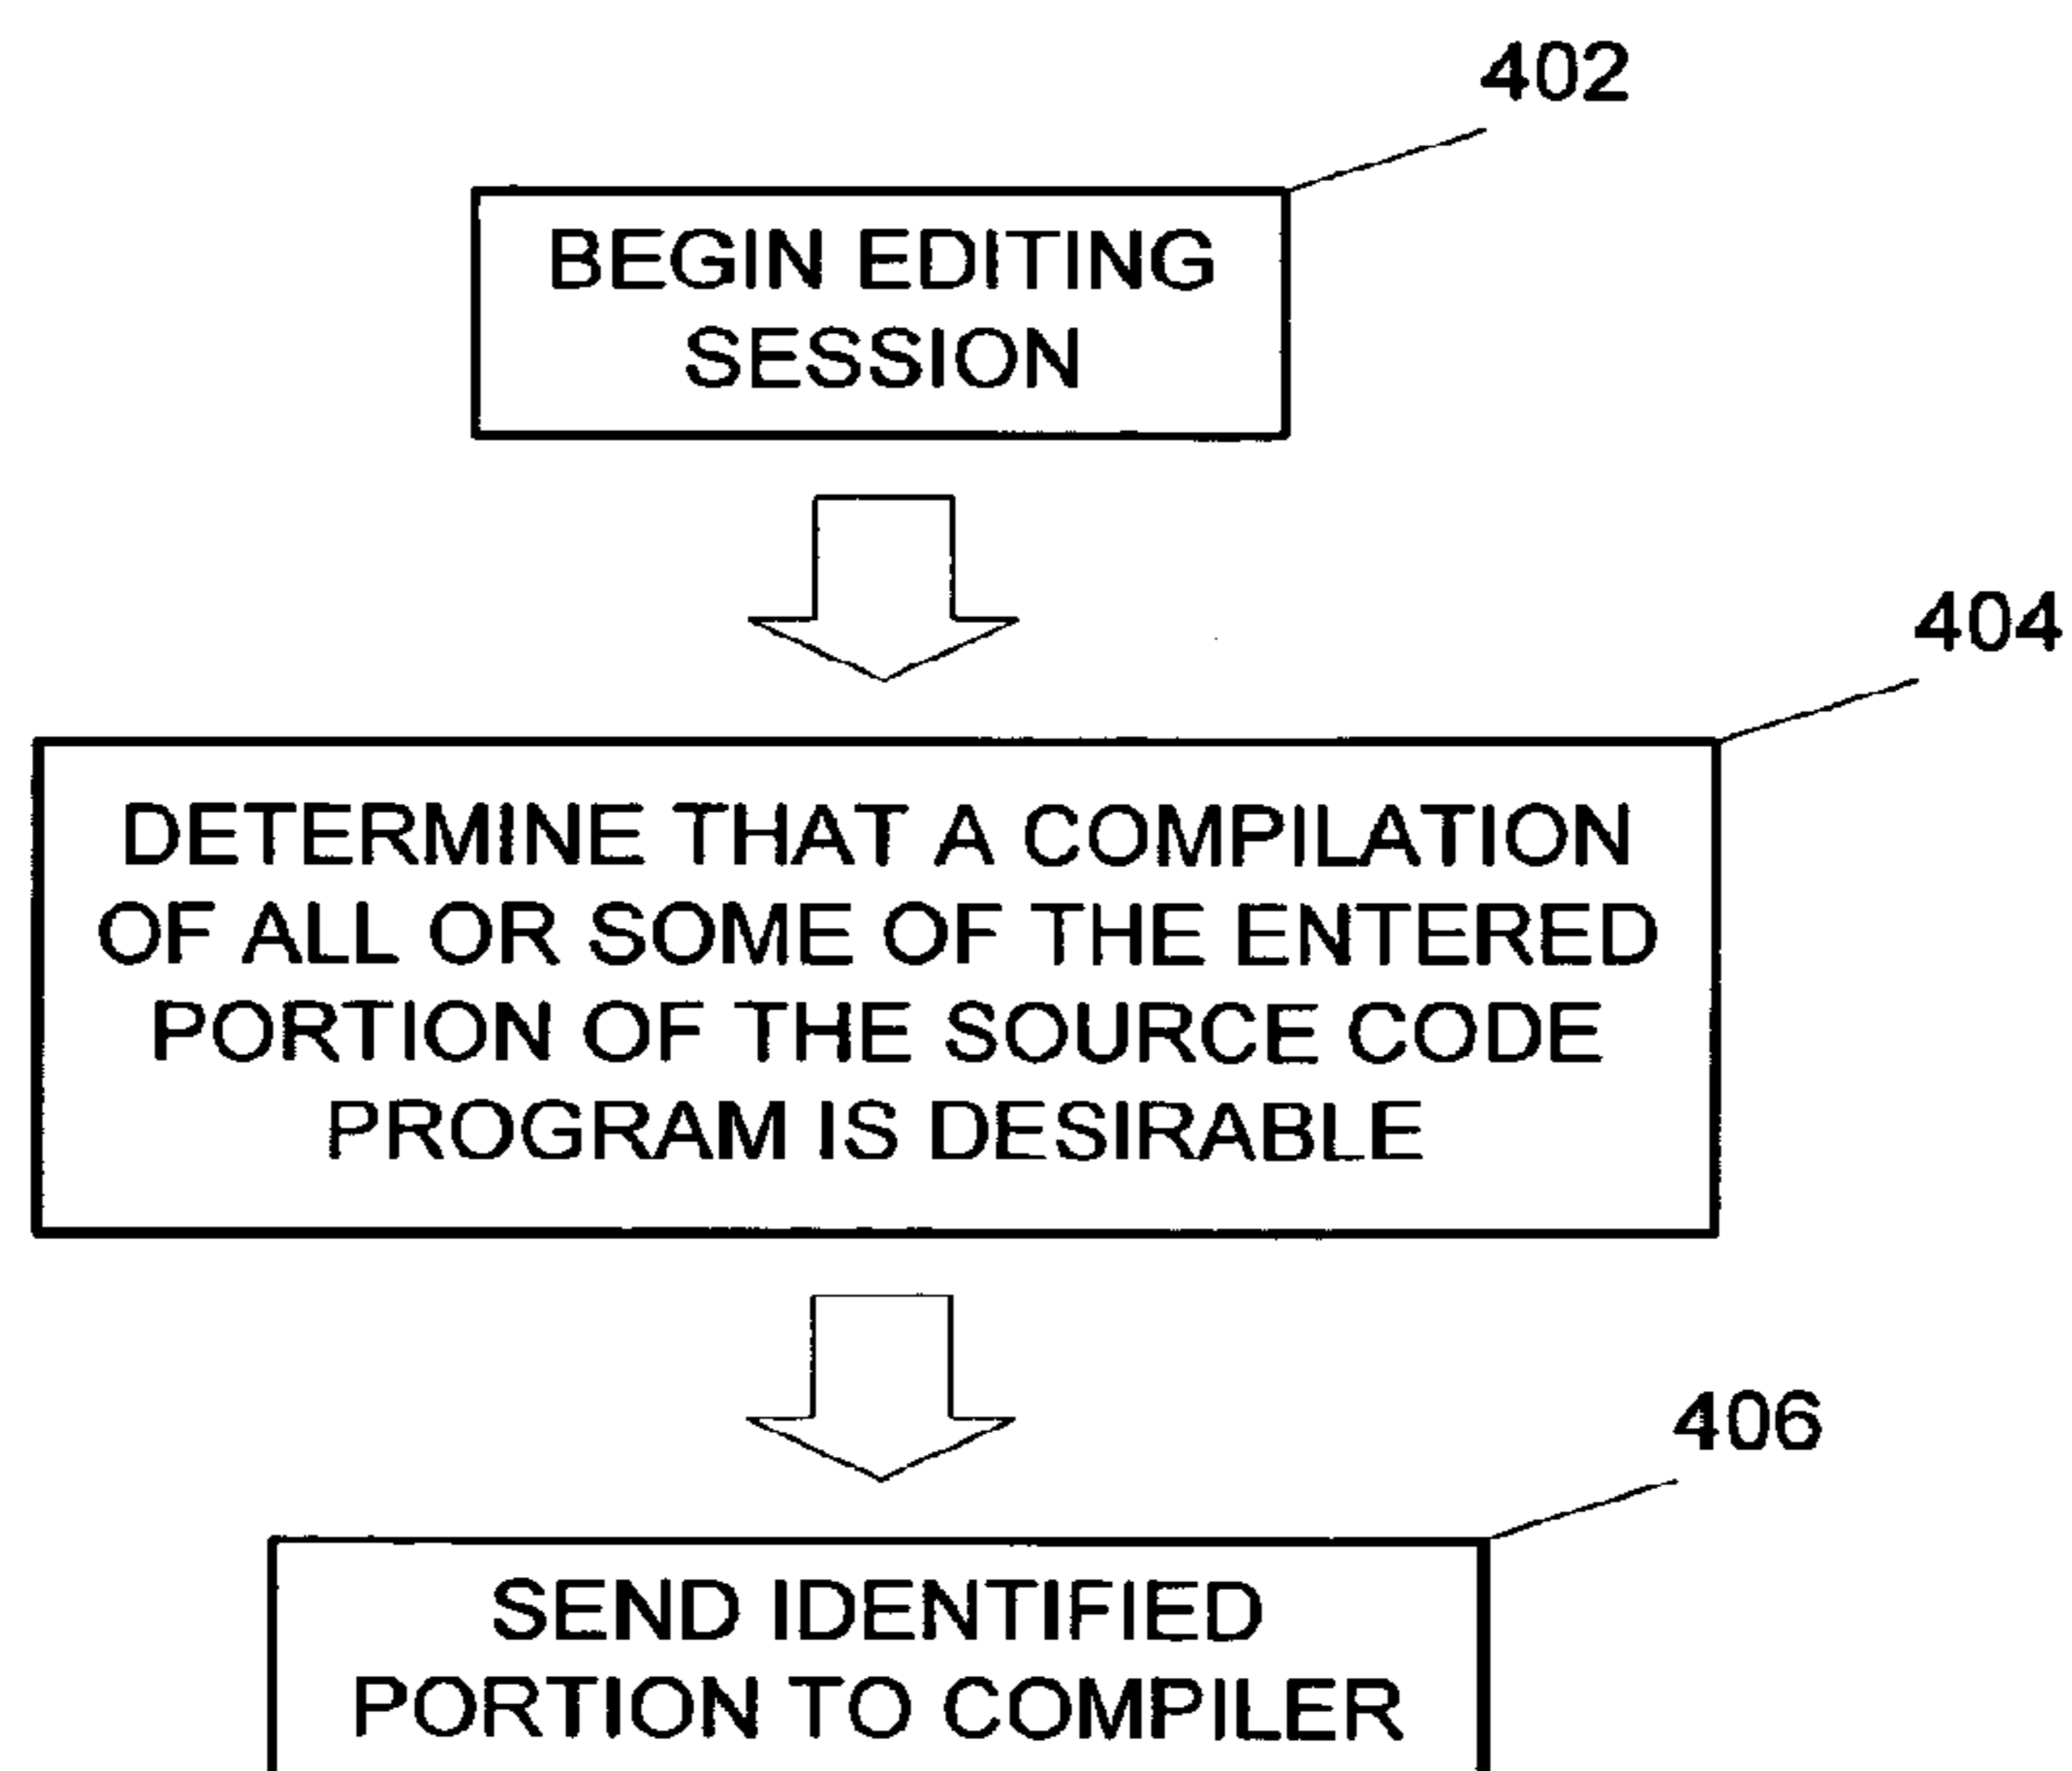 402
BEGIN EDITING
SESSION
404
DETERMINE THAT A COMPILATION
OF ALL OR SOME OF THE ENTERED
PORTION OF THE SOURCE CODE
PROGRAM IS DESIRABLE
406
SEND IDENTIFIED
PORTION TO COMPILER